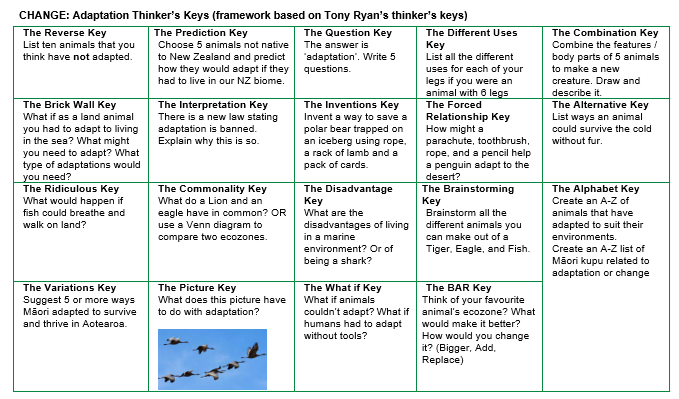 CHANGE: Adaptation Thinker's Keys (framework based on Tony Ryan's thinker's keys)
The Reverse Key
List ten animals that you
think have not adapted.
The Prediction Key
Choose 5 animals not native
to New Zealand and predict
how they would adapt if they
had to live in our NZ biome.
The Question Key
The answer is
'adaptation'. Write 5
questions.
The Different Uses
Key
List all the different
uses for each of your
legs if you were an
animal with 6 legs
The Combination Key
Combine the features /
body parts of 5 animals
to make a new
creature. Draw and
describe it.
The Brick Wall Key
What if as a land animal
you had to adapt to living
in the sea? What might
you need to adapt? What
type of adaptations would
you need?
The Interpretation Key
There is a new law stating
adaptation is banned.
Explain why this is so.
The Inventions Key
Invent a way to save a
polar bear trapped on
an iceberg using rope,
a rack of lamb and a
pack of cards.
The Forced
Relationship Key
How might a
parachute, toothbrush,
rope, and a pencil help
a penguin adapt to the
desert?
The Alternative Key
List ways an animal
could survive the cold
without fur.
The Ridiculous Key
What would happen if
fish could breathe and
walk on land?
The Commonality Key
What do a Lion and an
eagle have in common? OR
use a Venn diagram to
compare two ecozones.
The Disadvantage
Key
What are the
disadvantages of living
in a marine
environment? Or of
being a shark?
The Brainstorming
Key
Brainstorm all the
different animals you
can make out of a
Tiger, Eagle, and Fish.
The Alphabet Key
Create an A-Z of
animals that have
adapted to suit their
environments.
Create an A-Z list of
Māori kupu related to
adaptation or change
The Variations Key
Suggest 5 or more ways
Māori adapted to survive
and thrive in Aotearoa.
The Picture Key
What does this picture have
to do with adaptation?
The What if Key
What if animals
couldn't adapt? What if
humans had to adapt
without tools?
The BAR Key
Think of your favourite
animal's ecozone? What
would make it better?
How would you change
it? (Bigger, Add,
Replace)